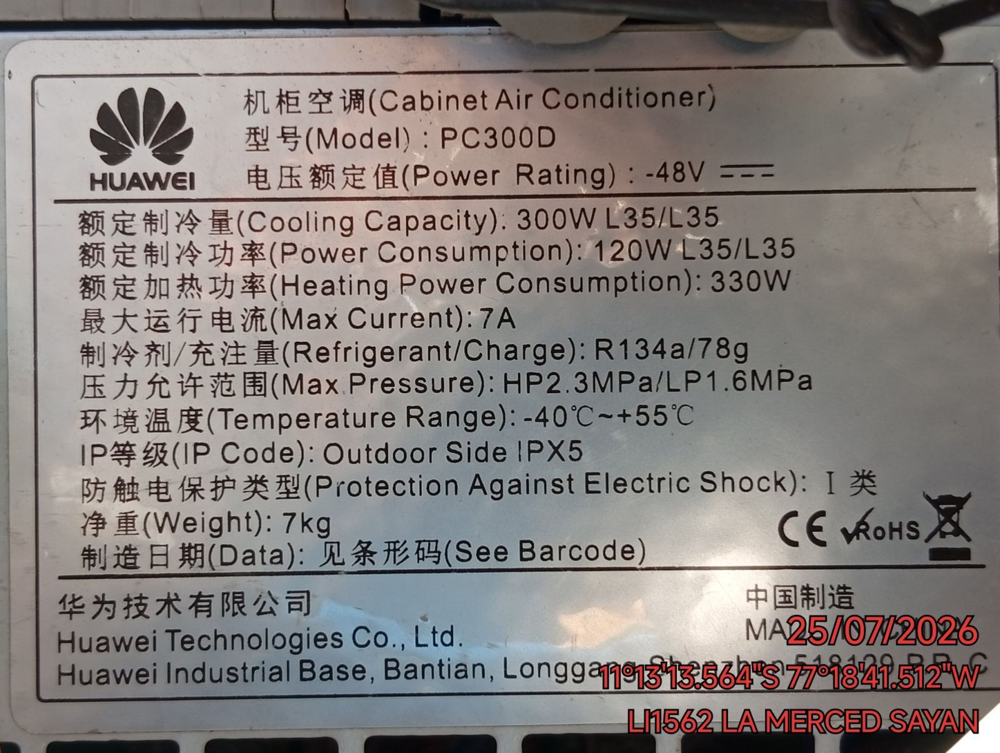 HUAWEI
机柜空调(Cabinet Air Conditioner)
型号(Model) : PC300D
电压额定值(Power Rating) : -48V
额定制冷量(Cooling Capacity): 300W L35/L35
额定制冷功率(Power Consumption): 120W L35/L35
额定加热功率(Heating Power Consumption): 330W
最大运行电流(Max Current): 7A
制冷剂/充注量(Refrigerant/Charge): R134a/78g
压力允许范围(Max Pressure): HP2.3MPa/LP1.6MPa
环境温度(Temperature Range): -40℃~+55℃
IP等级(IP Code): Outdoor Side IPX5
防触电保护类型(Protection Against Electric Shock): I 类
净重(Weight): 7kg
制造日期(Data): 见条形码(See Barcode)
CE RoHS
华为技术有限公司
Huawei Technologies Co., Ltd.
Huawei Industrial Base, Bantian, Longgang Shenzhen 518129 P.R. C
中国制造
MADE IN CHINA
25/07/2026
11°13'13.564"S 77°18'41.512"W
LI1562 LA MERCED SAYAN